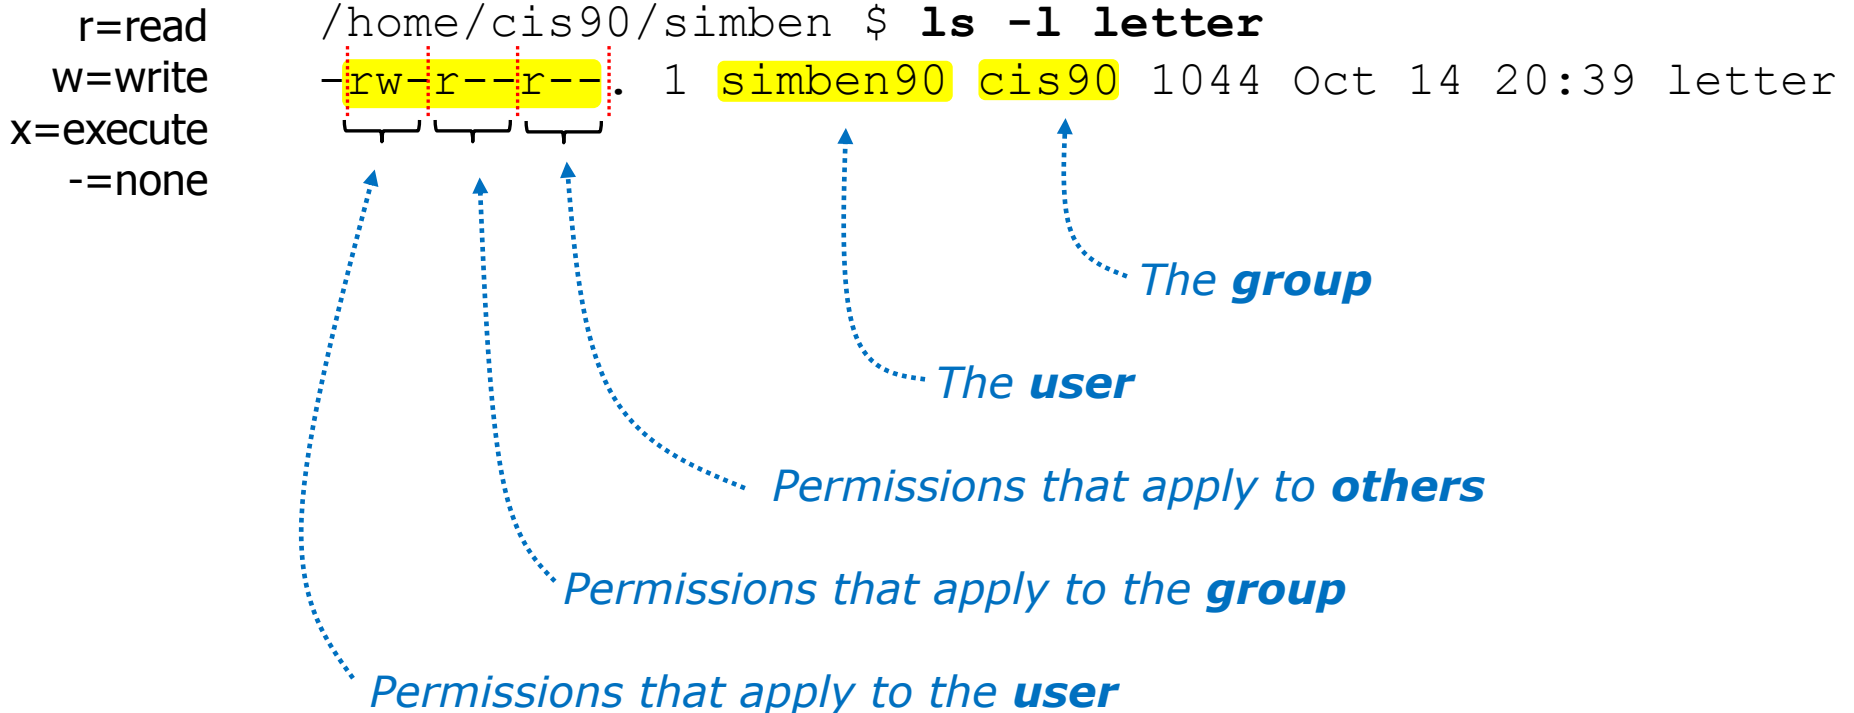 r=read
w=write
x=execute
-=none
/home/cis90/simben $ ls -l letter
-rw-r--r--. 1 simben90 cis90 1044 Oct 14 20:39 letter
The group
The user
Permissions that apply to others
Permissions that apply to the group
Permissions that apply to the user